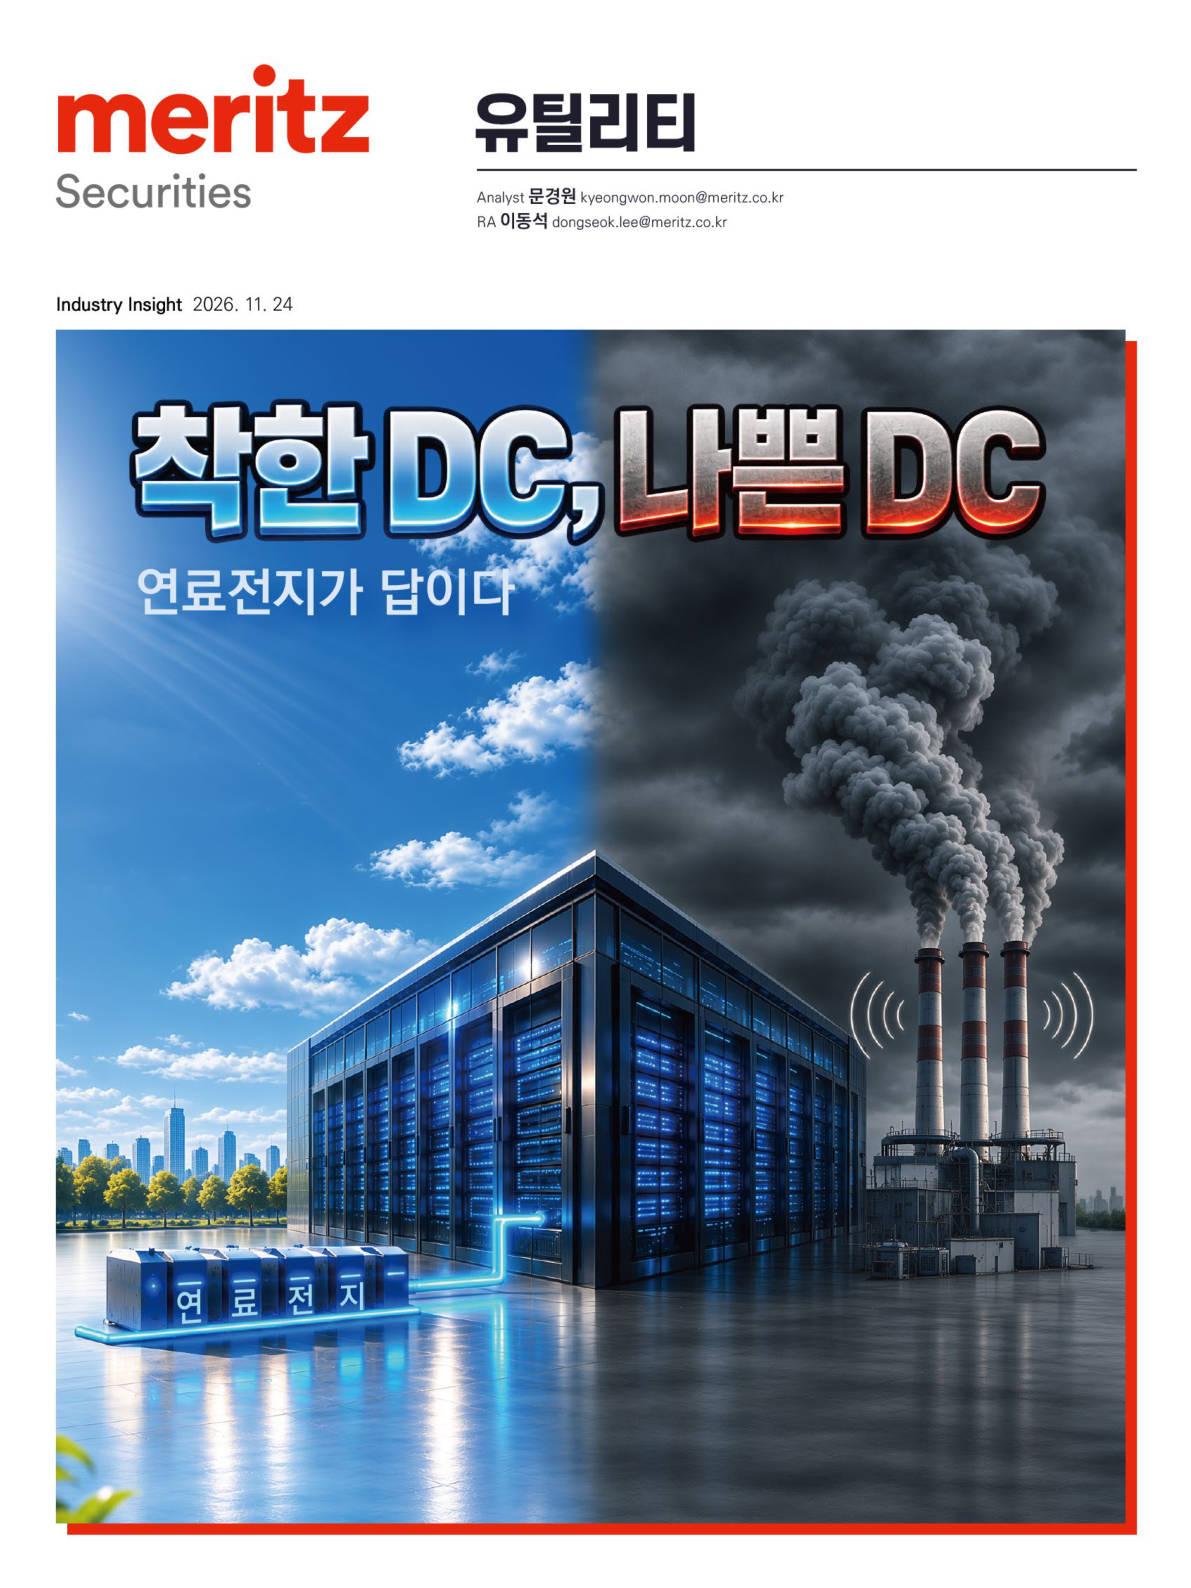 meritz
Securities
유틸리티
Analyst 문경원 kyeongwon.moon@meritz.co.kr
RA 이동석 dongseok.lee@meritz.co.kr
Industry Insight 2026. 11. 24
착한 DC, 나쁜 DC
연료전지가 답이다
연료전지